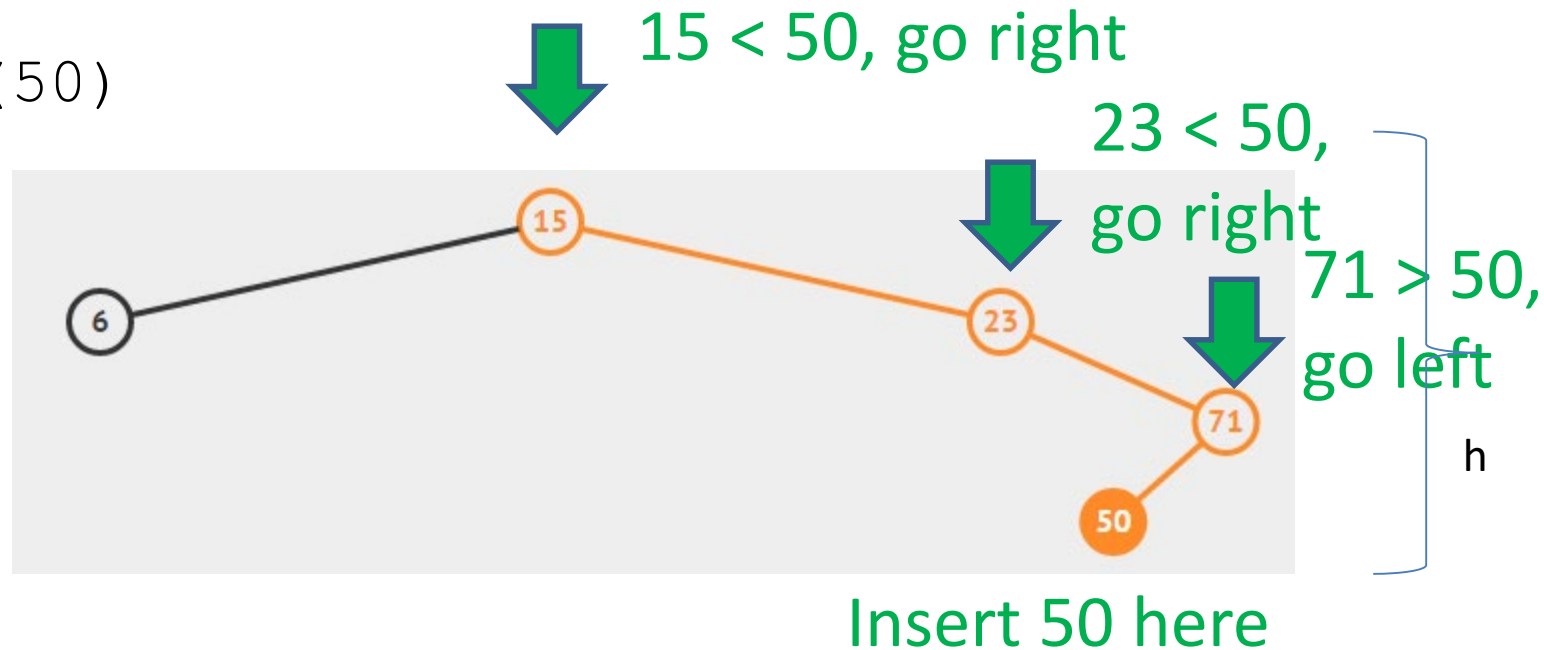 15 < 50, go right
(50)
23 < 50,
go right
15
71 > 50,
6
23
go left
71
h
50
Insert 50 here